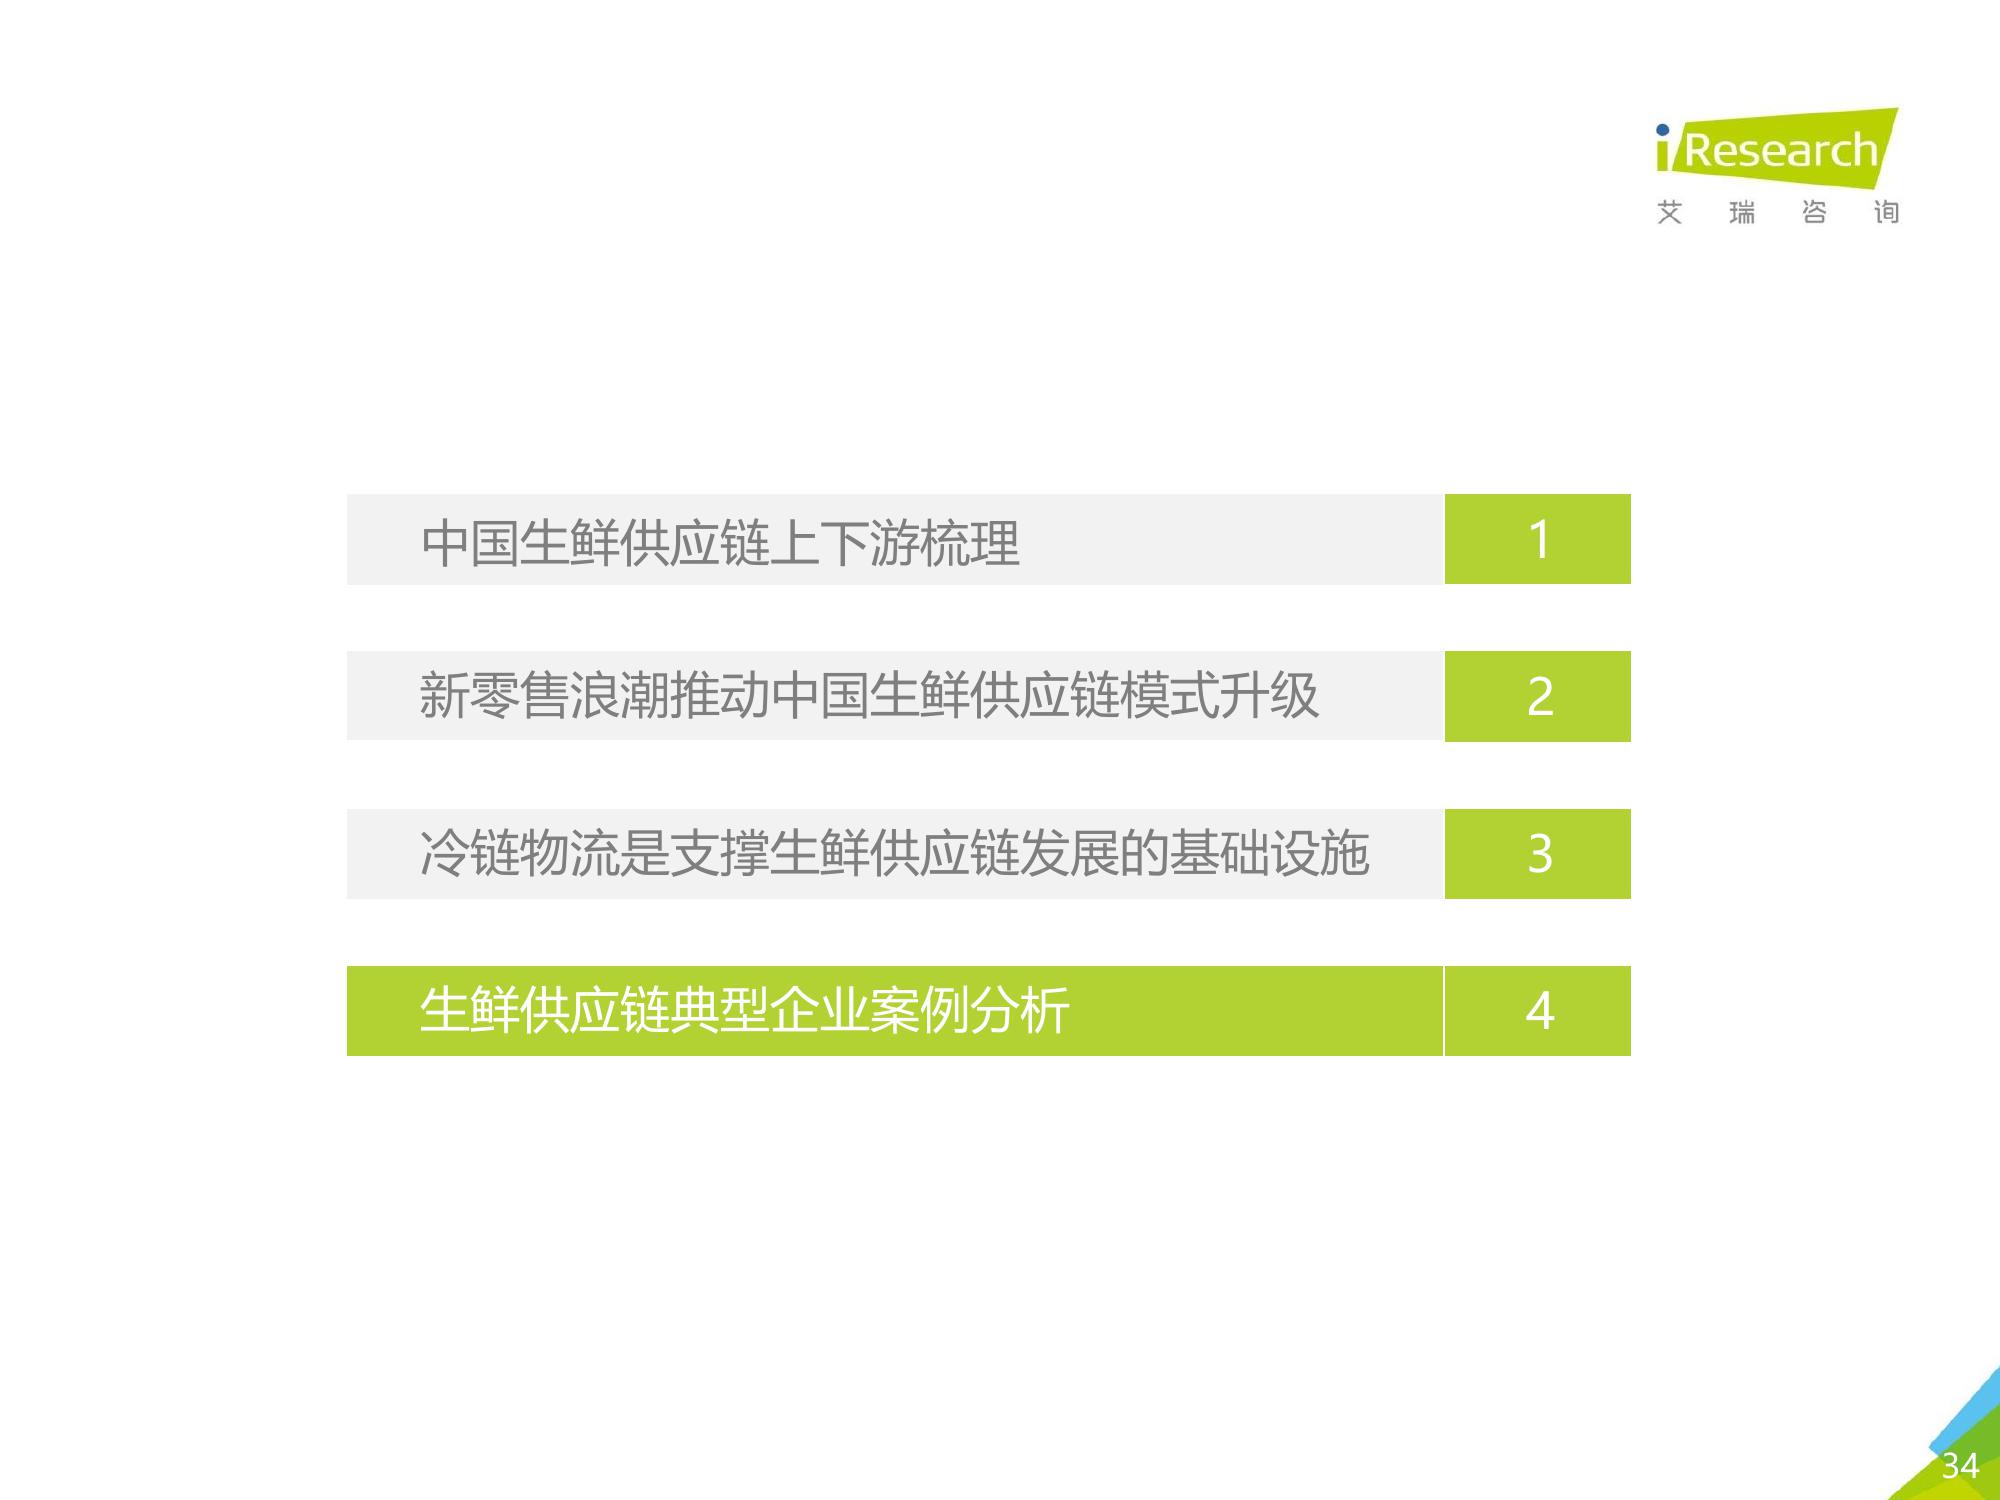 iResearch
艾瑞咨询
中国生鲜供应链上下游梳理 1
新零售浪潮推动中国生鲜供应链模式升级 2
冷链物流是支撑生鲜供应链发展的基础设施 3
生鲜供应链典型企业案例分析 4
34